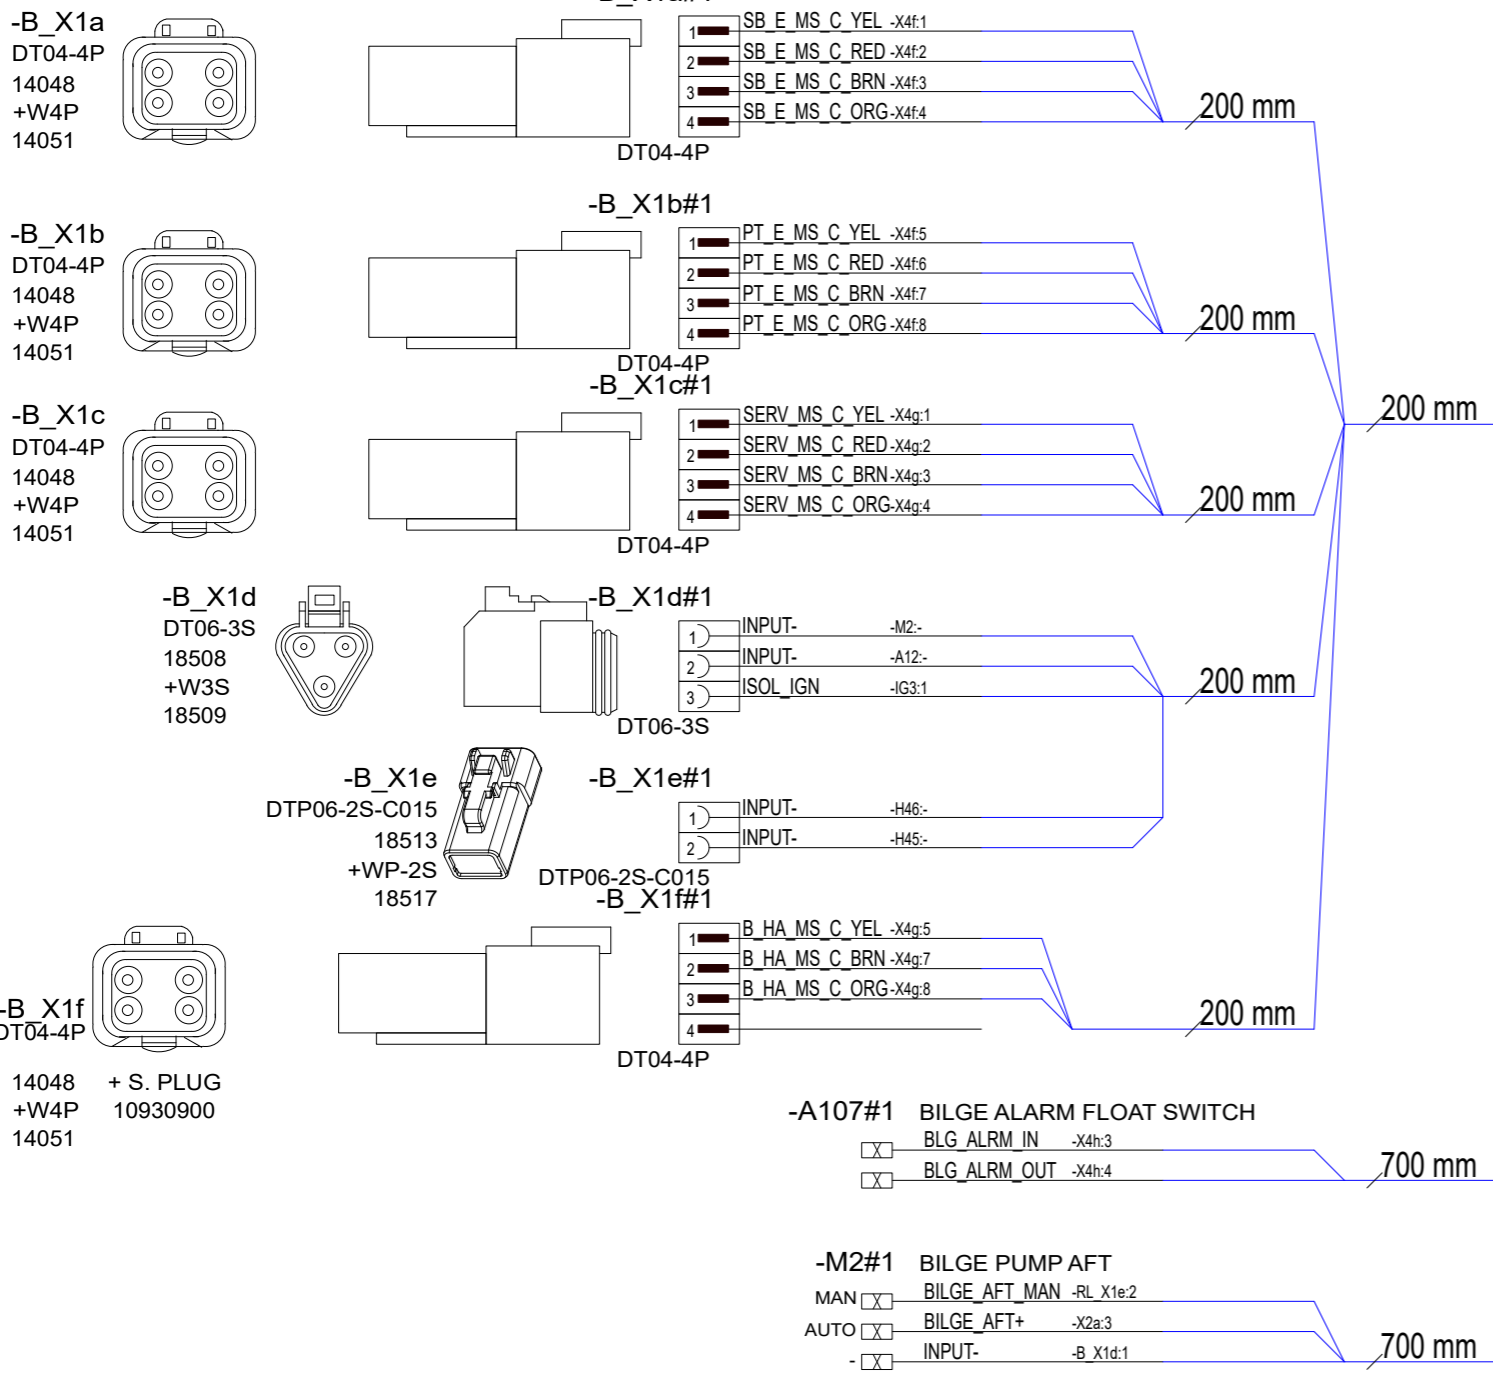 -B_X1a
DT04-4P
14048
+W4P
14051
1 SB_E_MS_C_YEL -X4f:1
2 SB_E_MS_C_RED -X4f:2
3 SB_E_MS_C_BRN -X4f:3
4 SB_E_MS_C_ORG -X4f:4
DT04-4P
200 mm
-B_X1b
DT04-4P
14048
+W4P
14051
-B_X1b#1
1 PT_E_MS_C_YEL -X4f:5
2 PT_E_MS_C_RED -X4f:6
3 PT_E_MS_C_BRN -X4f:7
4 PT_E_MS_C_ORG -X4f:8
DT04-4P
200 mm
-B_X1c
DT04-4P
14048
+W4P
14051
-B_X1c#1
1 SERV_MS_C_YEL -X4g:1
2 SERV_MS_C_RED -X4g:2
3 SERV_MS_C_BRN -X4g:3
4 SERV_MS_C_ORG -X4g:4
DT04-4P
200 mm
200 mm
-B_X1d
DT06-3S
18508
+W3S
18509
-B_X1d#1
1 INPUT- -M2:-
2 INPUT- -A12:-
3 ISOL_IGN -IG3:1
DT06-3S
200 mm
-B_X1e
DTP06-2S-C015
18513
+WP-2S
18517
-B_X1e#1
1 INPUT- -H46:-
2 INPUT- -H45:-
DTP06-2S-C015
-B_X1f
DT04-4P
14048 + S. PLUG
+W4P 10930900
14051
-B_X1f#1
1 B_HA_MS_C_YEL -X4g:5
2 B_HA_MS_C_BRN -X4g:7
3 B_HA_MS_C_ORG -X4g:8
4
DT04-4P
200 mm
-A107#1 BILGE ALARM FLOAT SWITCH
X BLG_ALRM_IN -X4h:3
X BLG_ALRM_OUT -X4h:4
700 mm
-M2#1 BILGE PUMP AFT
MAN X BILGE_AFT_MAN -RL_X1e:2
AUTO X BILGE_AFT+ -X2a:3
- X INPUT- -B_X1d:1
700 mm